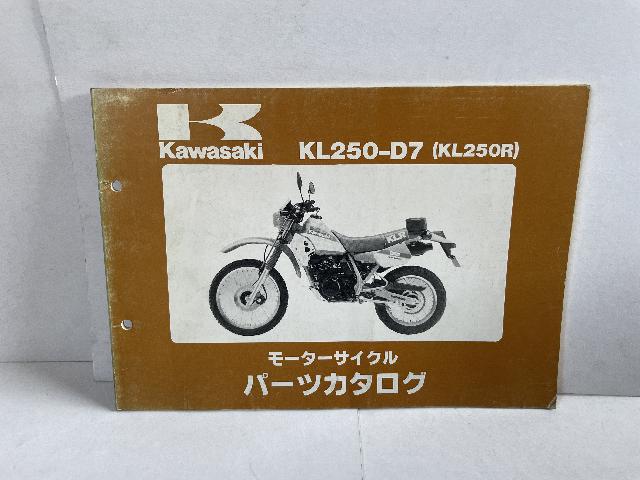 Kawasaki
KL250-D7 (KL250R)
KLR
モーターサイクル
パーツカタログ